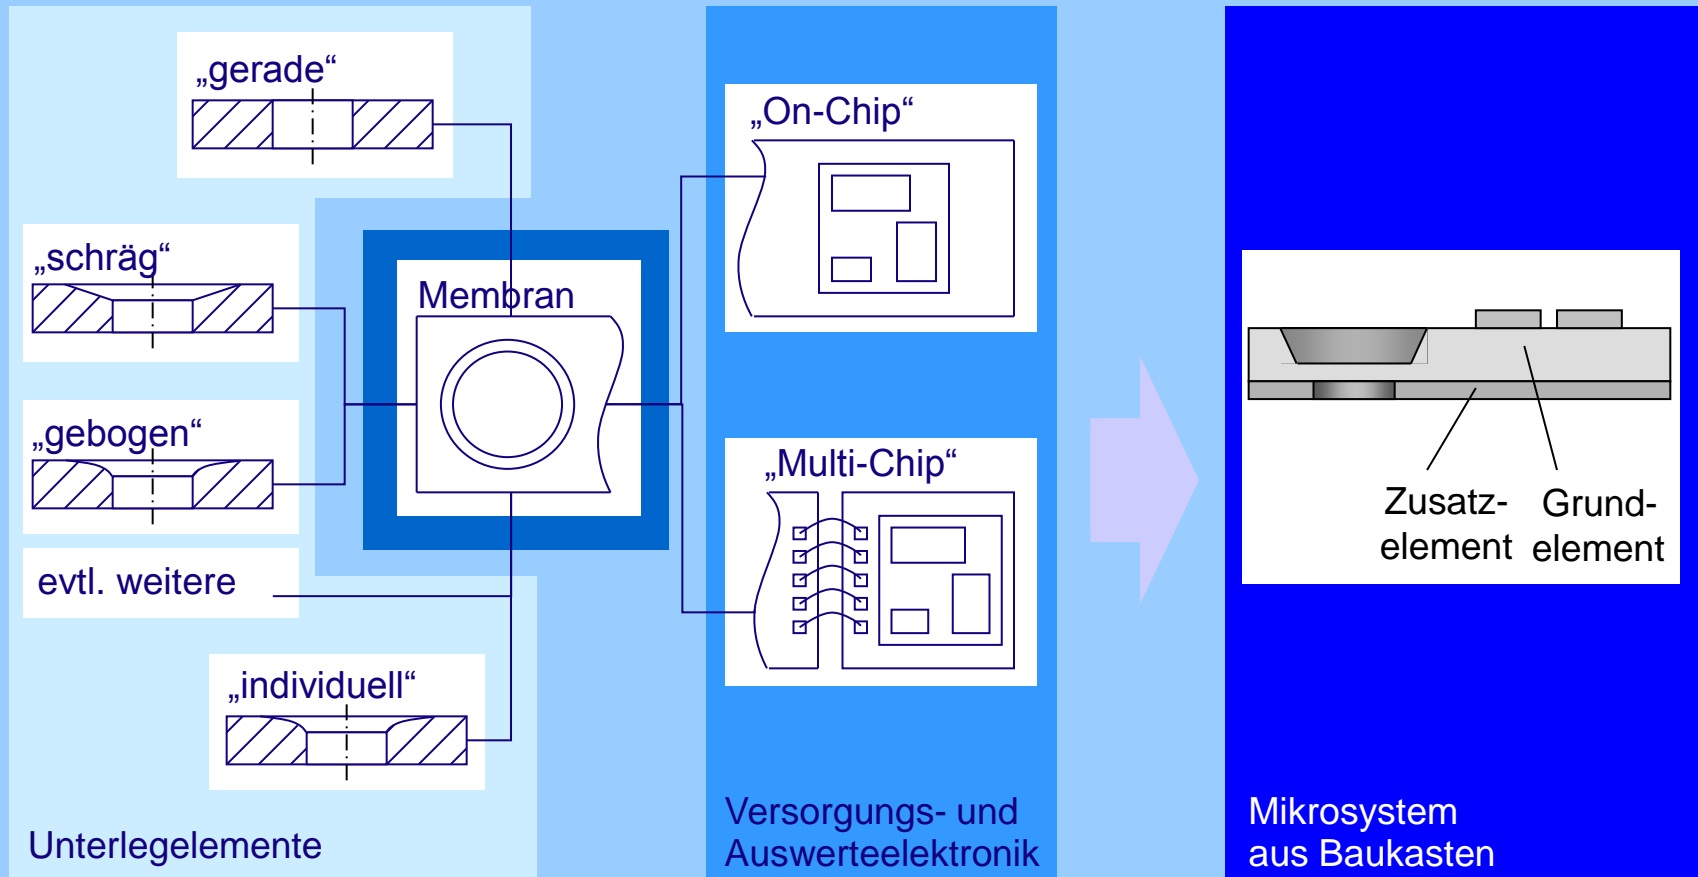 „gerade“
„schräg“
„gebogen“
evtl. weitere
„individuell“
Unterlegelemente
Membran
„On-Chip“
„Multi-Chip“
Versorgungs- und
Auswerteelektronik
Zusatz-
element
Grund-
element
Mikrosystem
aus Baukasten